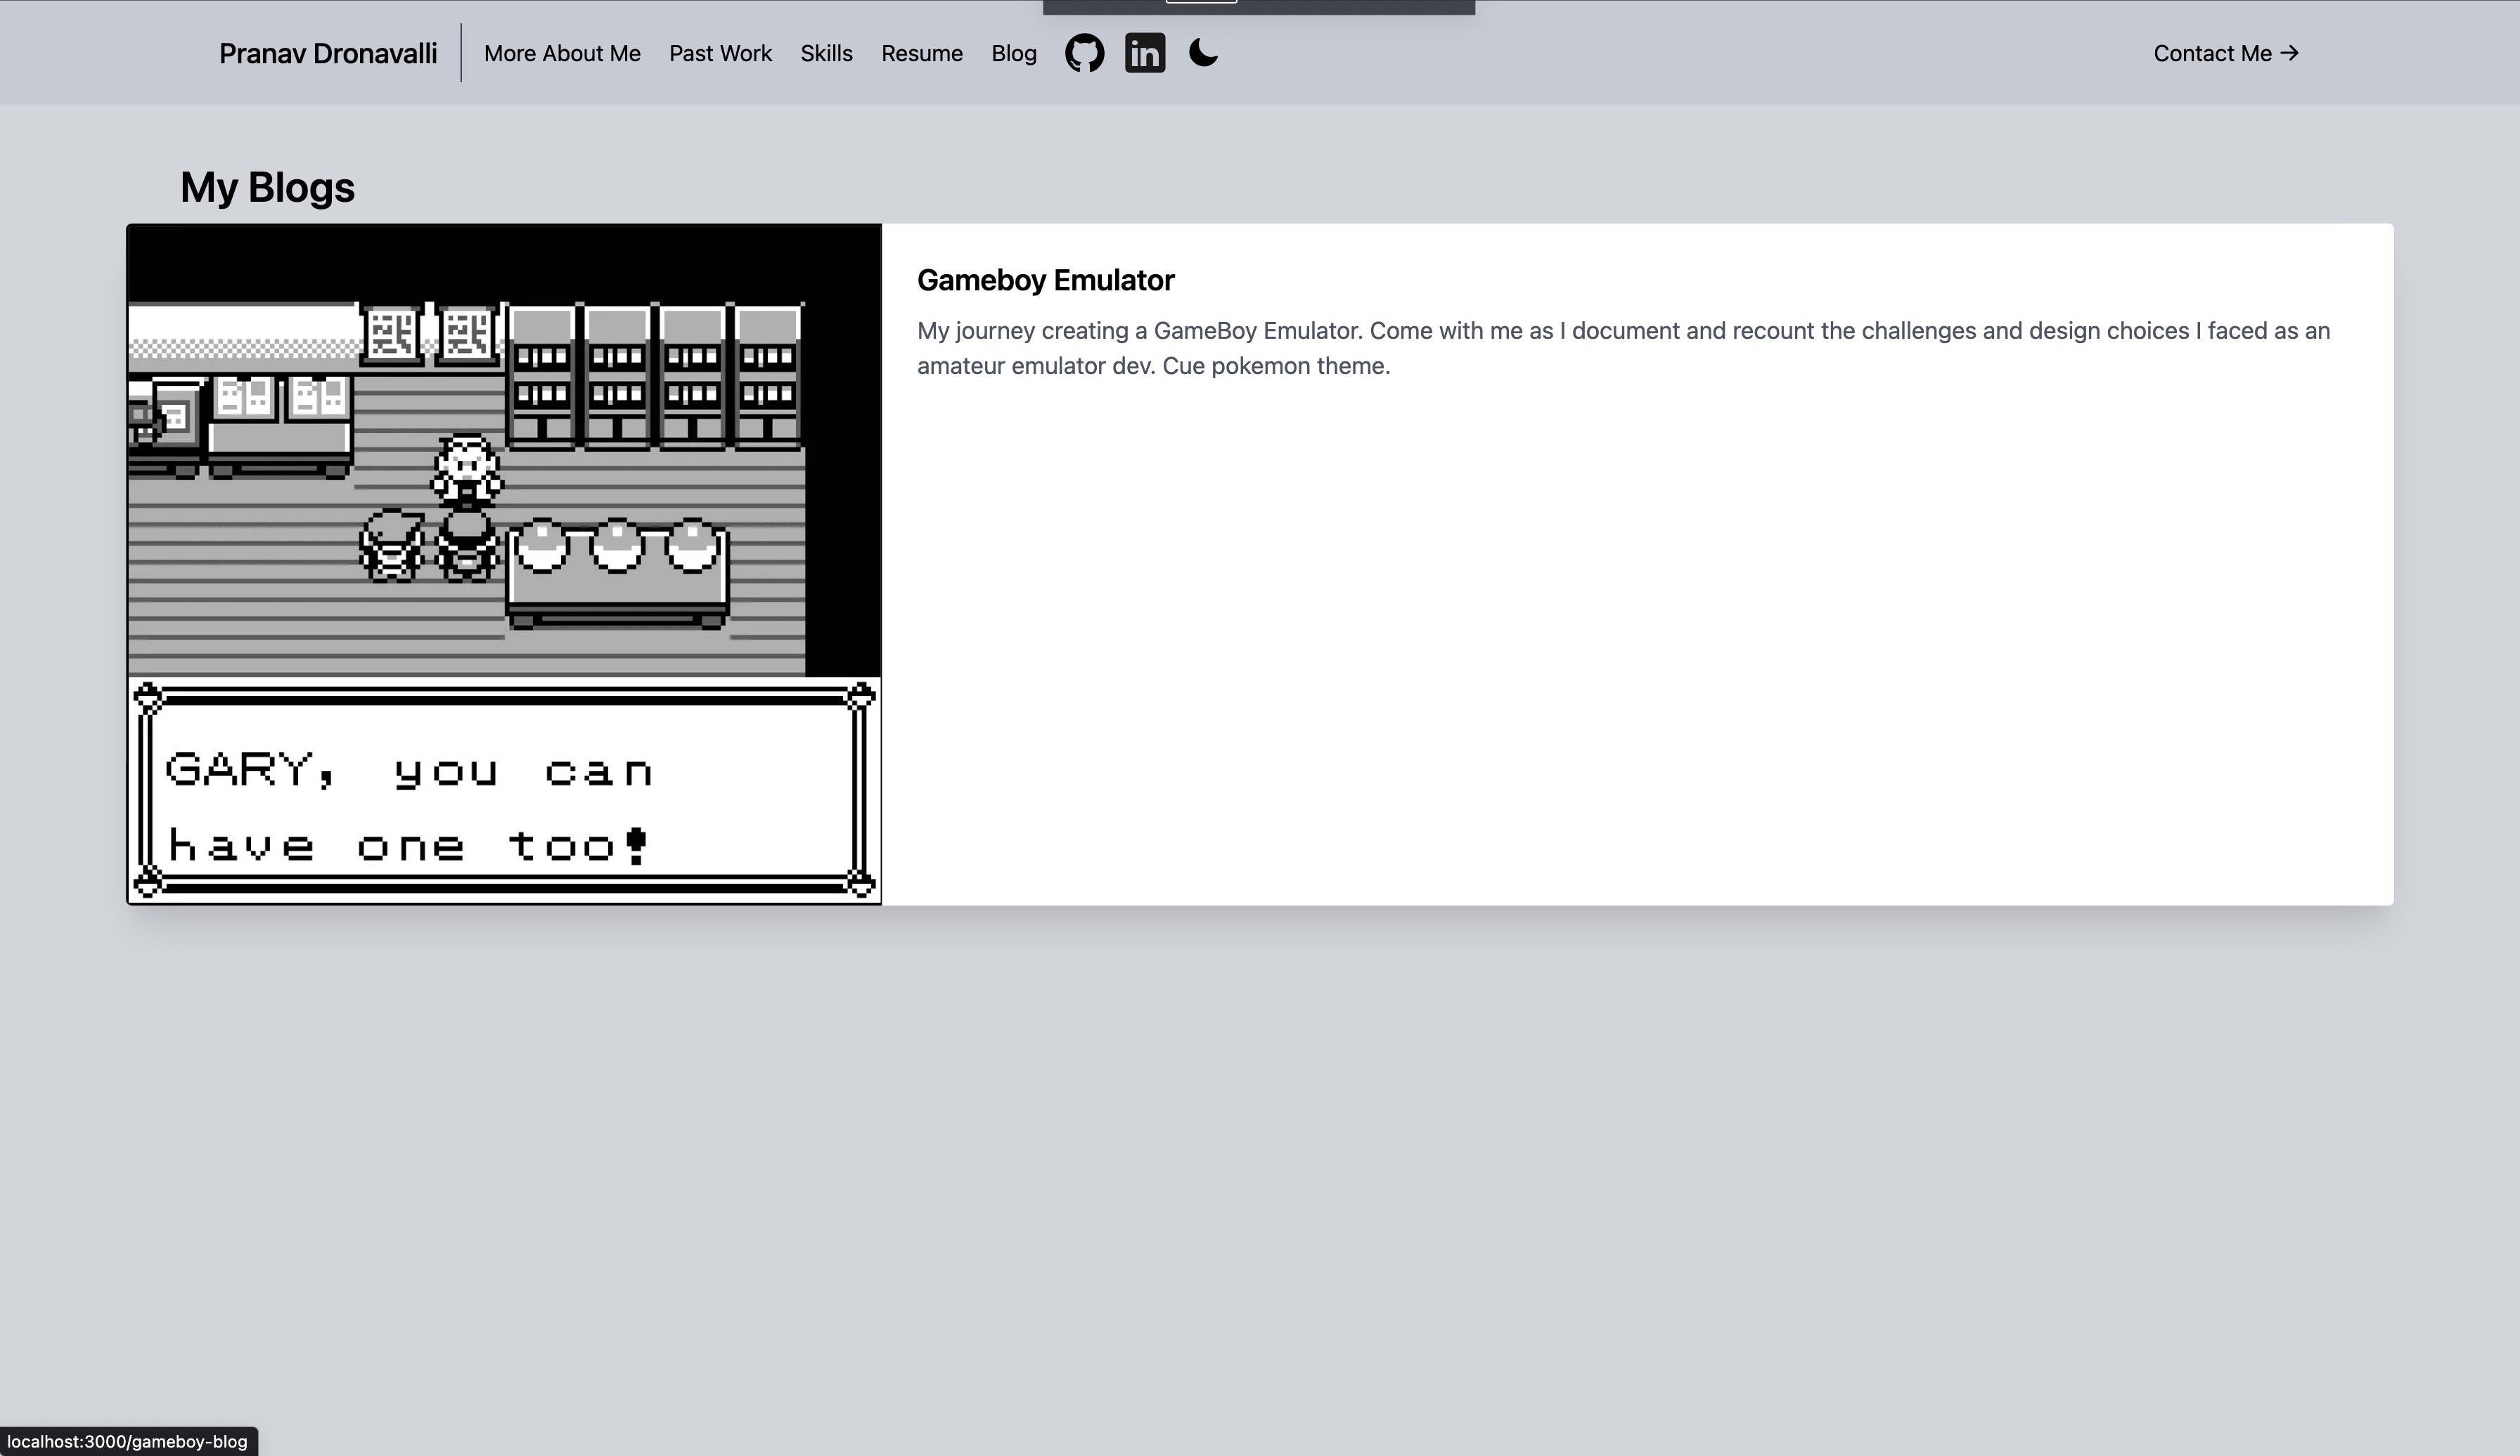 Pranav Dronavalli More About Me Past Work Skills Resume Blog in Contact Me →
My Blogs
Gameboy Emulator
My journey creating a GameBoy Emulator. Come with me as I document and recount the challenges and design choices I faced as an
amateur emulator dev. Cue pokemon theme.
GARY, you can
have one too!
localhost:3000/gameboy-blog